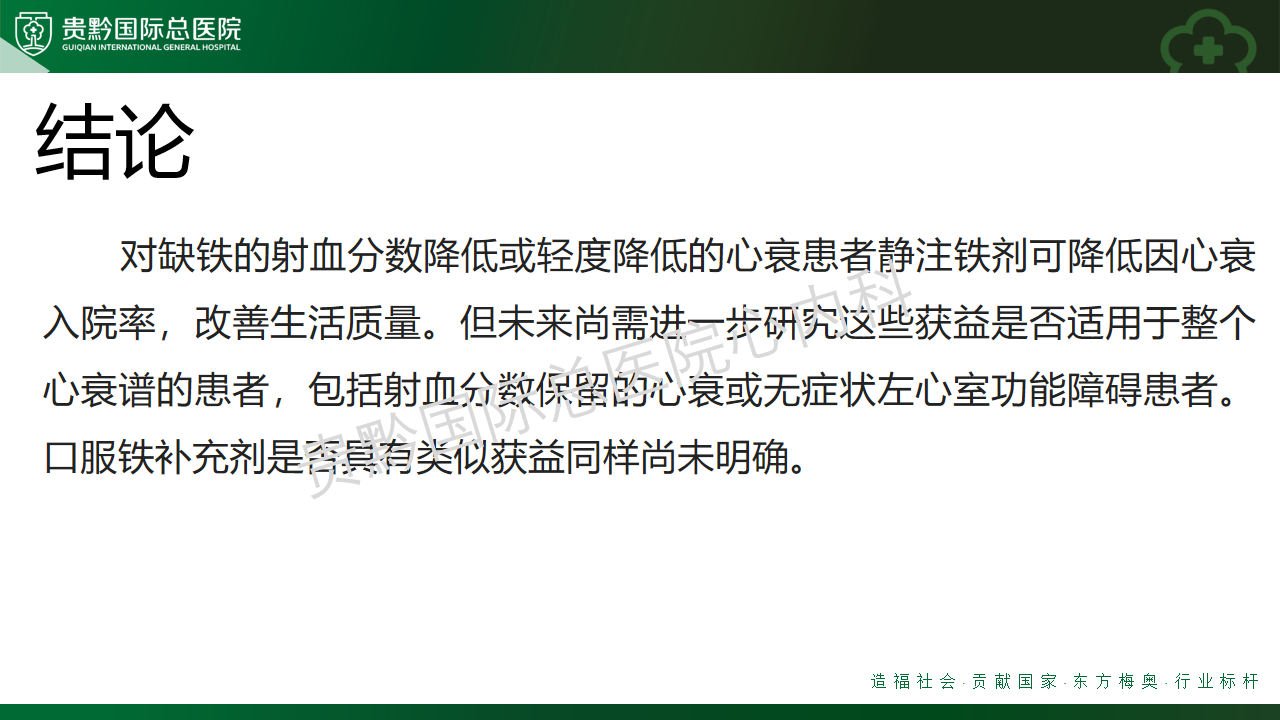 贵黔国际总医院
GUIQIAN INTERNATIONAL GENERAL HOSPITAL
结论
对缺铁的射血分数降低或轻度降低的心衰患者静注铁剂可降低因心衰
入院率，改善生活质量。但未来尚需进一步研究这些获益是否适用于整个
心衰谱的患者，包括射血分数保留的心衰或无症状左心室功能障碍患者。
口服铁补充剂是否具有类似获益同样尚未明确。
贵黔国际总医院心内科
造福社会·贡献国家·东方梅奥·行业标杆